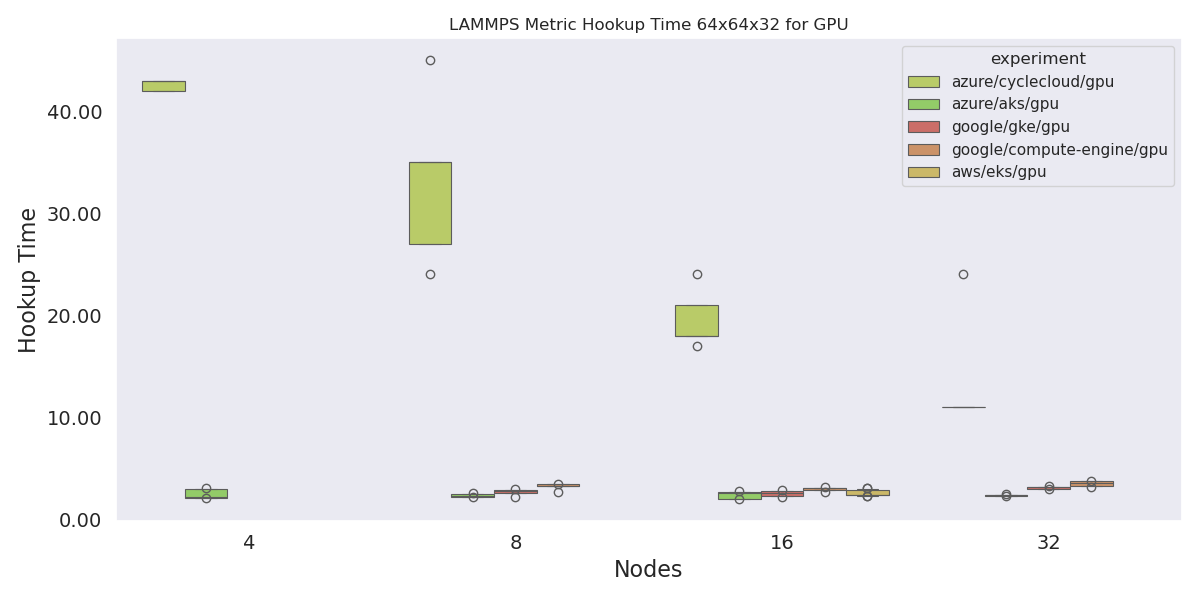 LAMMPS Metric Hookup Time 64x64x32 for GPU
experiment
azure/cyclecloud/gpu
azure/aks/gpu
google/gke/gpu
google/compute-engine/gpu
aws/eks/gpu
Hookup Time
40.00
30.00
20.00
10.00
0.00
4 8 16 32
Nodes